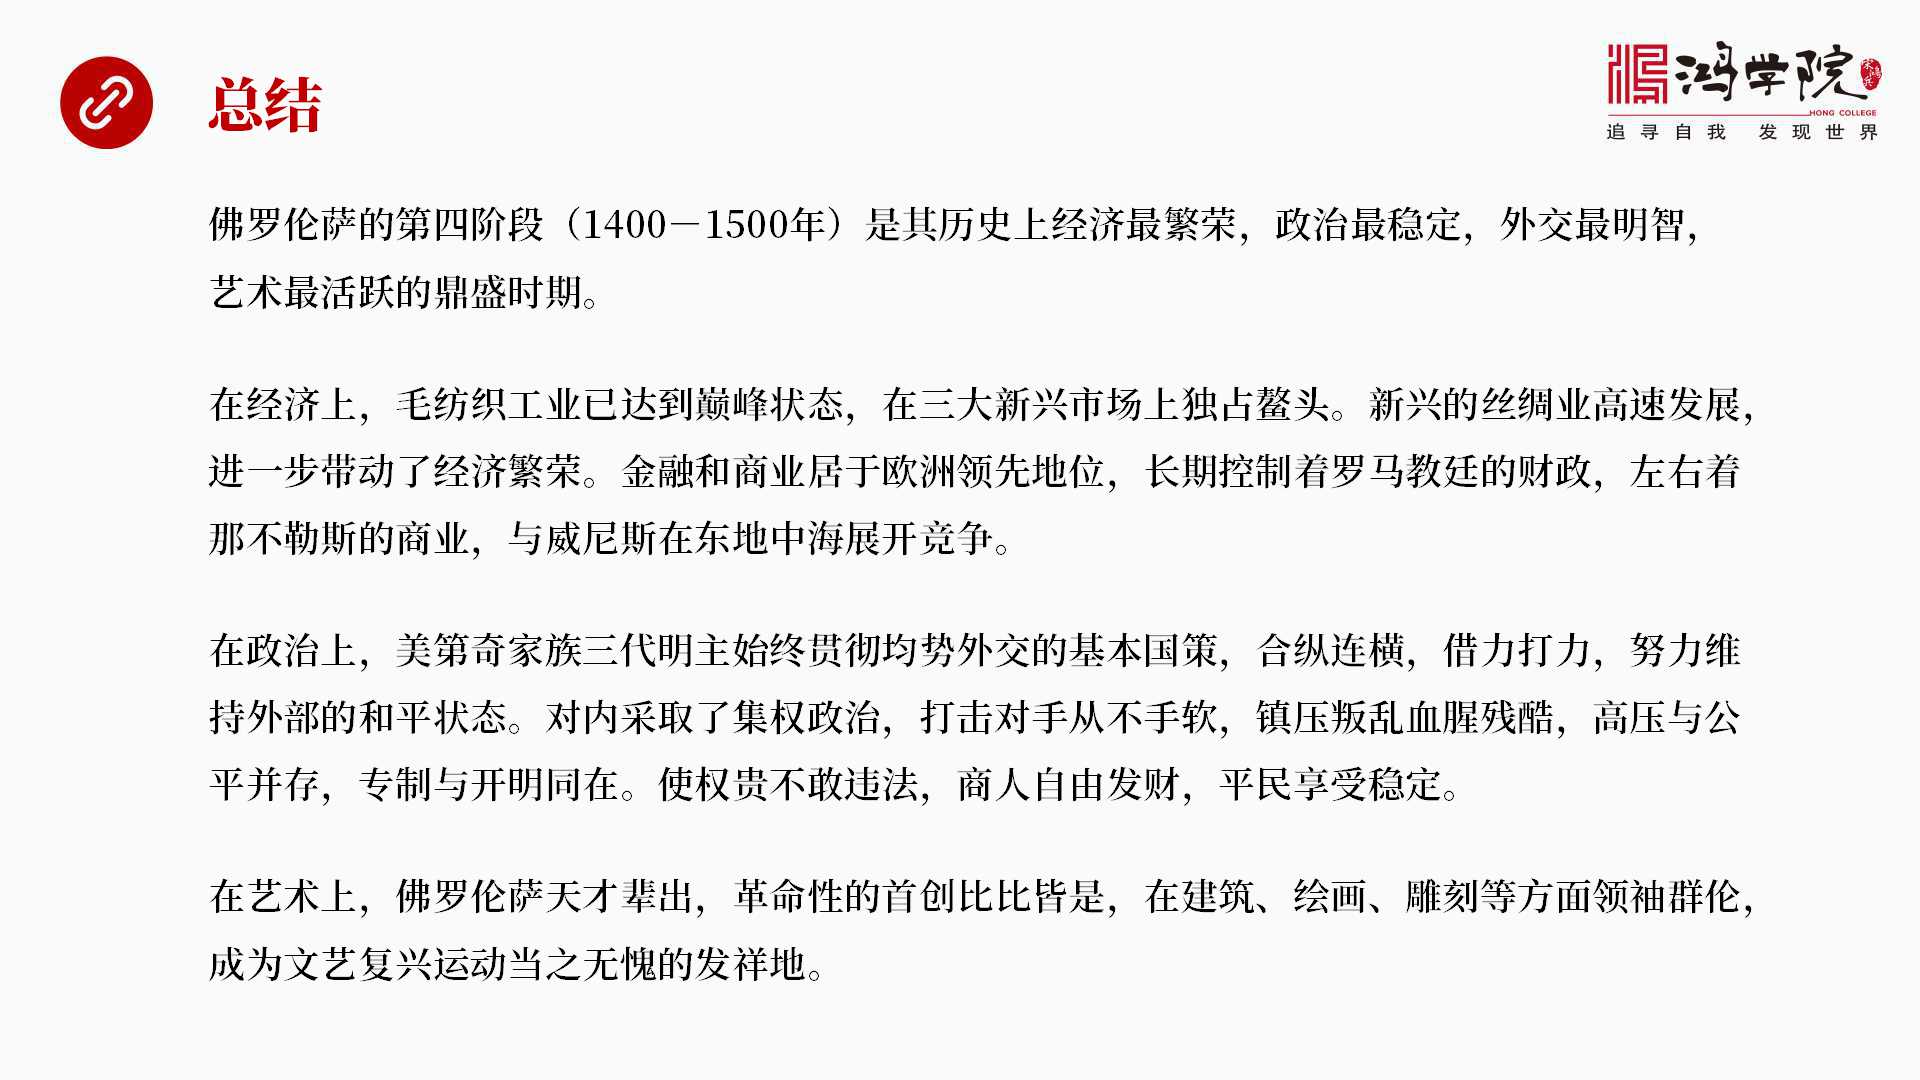 总结
鸿学院
宋鸿兵
HONG COLLEGE
追寻自我 发现世界
佛罗伦萨的第四阶段（1400－1500年）是其历史上经济最繁荣，政治最稳定，外交最明智，
艺术最活跃的鼎盛时期。
在经济上，毛纺织工业已达到巅峰状态，在三大新兴市场上独占鳌头。新兴的丝绸业高速发展，
进一步带动了经济繁荣。金融和商业居于欧洲领先地位，长期控制着罗马教廷的财政，左右着
那不勒斯的商业，与威尼斯在东地中海展开竞争。
在政治上，美第奇家族三代明主始终贯彻均势外交的基本国策，合纵连横，借力打力，努力维
持外部的和平状态。对内采取了集权政治，打击对手从不手软，镇压叛乱血腥残酷，高压与公
平并存，专制与开明同在。使权贵不敢违法，商人自由发财，平民享受稳定。
在艺术上，佛罗伦萨天才辈出，革命性的首创比比皆是，在建筑、绘画、雕刻等方面领袖群伦，
成为文艺复兴运动当之无愧的发祥地。